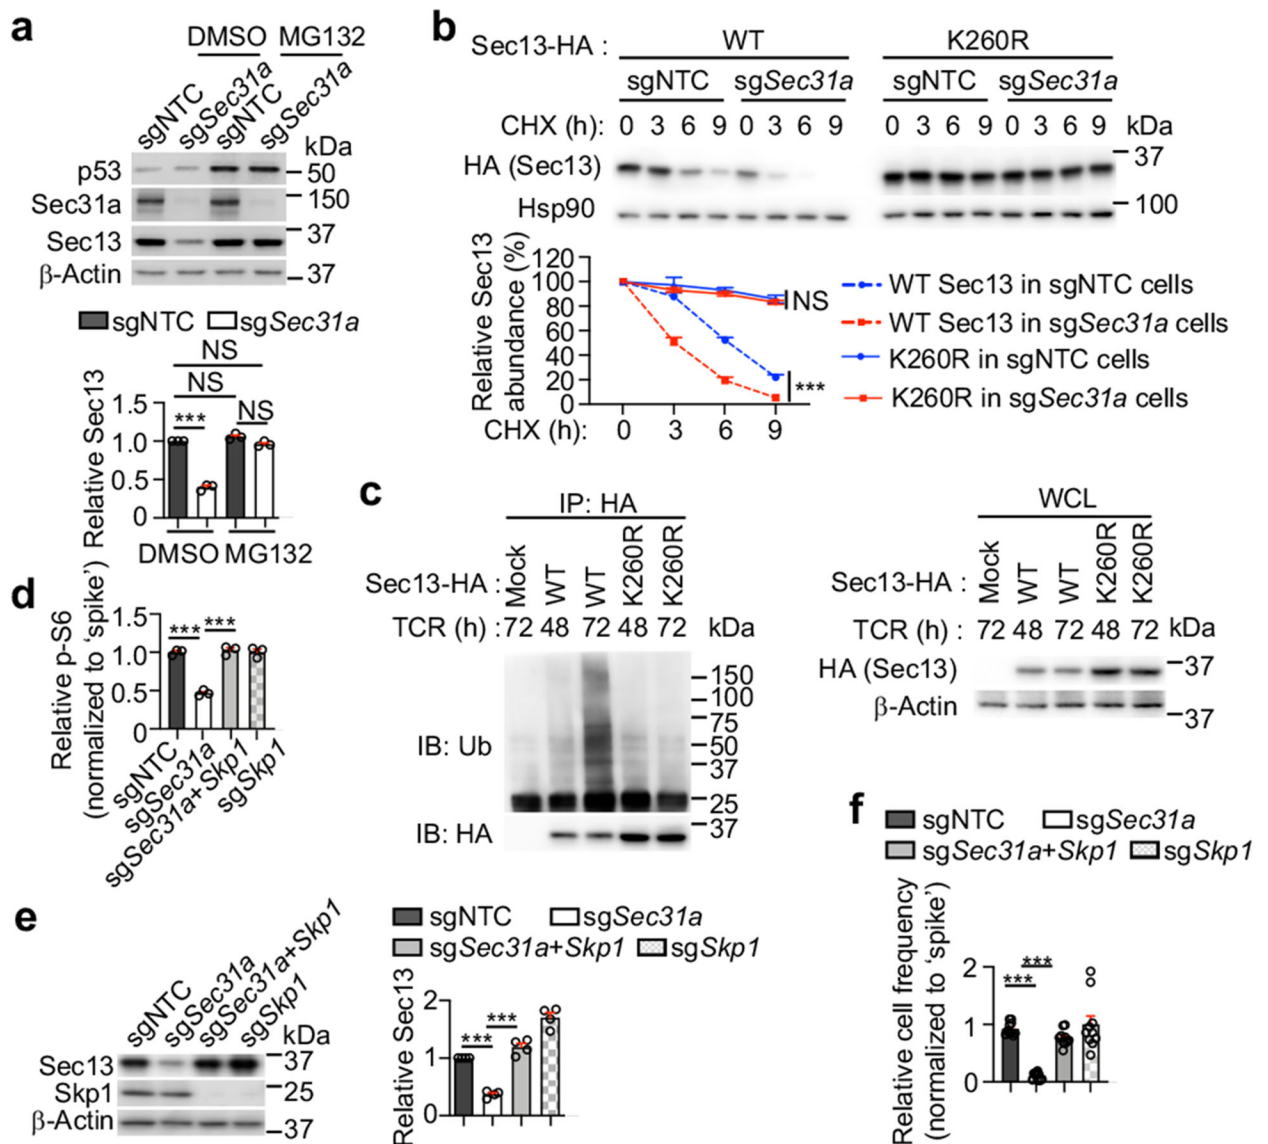 a
DMSO MG132
sgNTC
sgSec31a
sgNTC
sgSec31a
kDa
p53
50
Sec31a
150
Sec13
37
β-Actin
37
sgNTC sgSec31a
NS
NS
*** NS
Relative Sec13
1.5
1.0
0.5
0
DMSO MG132
b
Sec13-HA : WT K260R
sgNTC sgSec31a sgNTC sgSec31a
CHX (h): 0 3 6 9 0 3 6 9 0 3 6 9 0 3 6 9 kDa
HA (Sec13) 37
Hsp90 100
Relative Sec13
abundance (%)
120
100
80
60
40
20
0
NS
***
CHX (h): 0 3 6 9
WT Sec13 in sgNTC cells
WT Sec13 in sgSec31a cells
K260R in sgNTC cells
K260R in sgSec31a cells
c
IP: HA
Sec13-HA : Mock WT WT K260R K260R
TCR (h) : 72 48 72 48 72 kDa
IB: Ub
150
100
75
50
37
25
IB: HA
37
WCL
Sec13-HA : Mock WT WT K260R K260R
TCR (h) : 72 48 72 48 72 kDa
HA (Sec13) 37
β-Actin
37
d
Relative p-S6
(normalized to ‘spike’)
1.5
1.0
0.5
0
*** ***
sgNTC
sgSec31a
sgSec31a+Skp1
sgSkp1
e
sgNTC
sgSec31a
sgSec31a+Skp1
sgSkp1
kDa
Sec13 37
Skp1 25
β-Actin
37
sgNTC sgSec31a
sgSec31a+Skp1 sgSkp1
Relative Sec13
2
1
0
***
***
f
sgNTC sgSec31a
sgSec31a+Skp1 sgSkp1
Relative cell frequency
(normalized to ‘spike’)
2
1
0
***
***